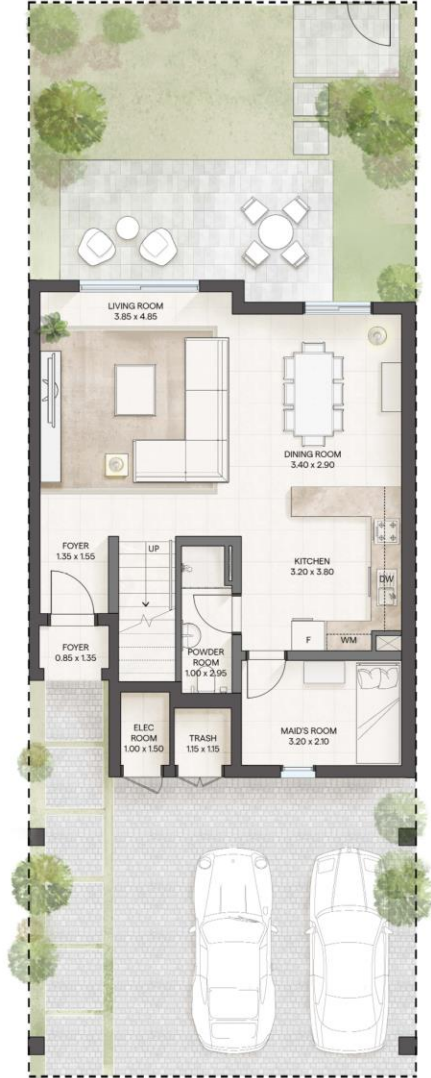 LIVING ROOM
3.85 x 4.85
DINING ROOM
3.40 x 2.90
FOYER
1.35 x 1.55
UP
KITCHEN
3.20 x 3.80
DW
FOYER
0.85 x 1.35
POWDER
ROOM
1.00 x 2.95
F
WM
ELEC
ROOM
1.00 x 1.50
TRASH
1.15 x 1.15
MAID'S ROOM
3.20 x 2.10